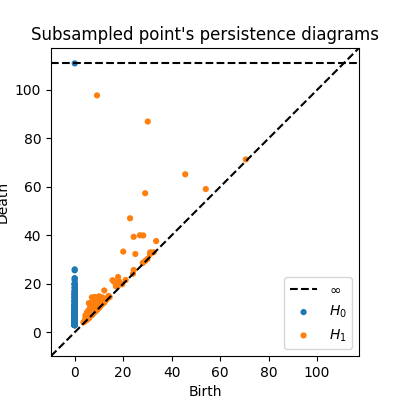 Subsampled point's persistence diagrams
Death
100
80
60
40
20
0
∞
H₀
H₁
0 20 40 60 80 100
Birth